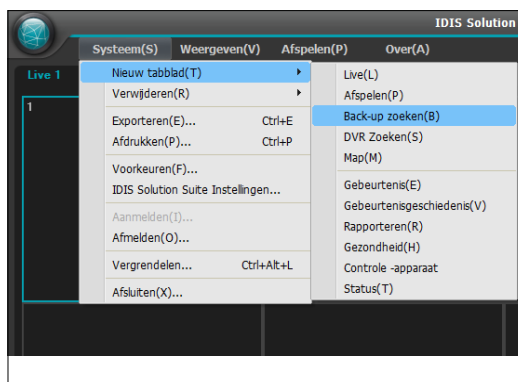 IDIS Solution
Systeem(S) Weergeven(V) Afspelen(P) Over(A)
Live 1
1
Nieuw tabblad(T)
Verwijderen(R)
Exporteren(E)... Ctrl+E
Afdrukken(P)... Ctrl+P
Voorkeuren(F)...
IDIS Solution Suite Instellingen...
Aanmelden(I)...
Afmelden(O)...
Vergrendelen... Ctrl+Alt+L
Afsluiten(X)...
Live(L)
Afspelen(P)
Back-up zoeken(B)
DVR Zoeken(S)
Map(M)
Gebeurtenis(E)
Gebeurtenisgeschiedenis(V)
Rapporteren(R)
Gezondheid(H)
Controle -apparaat
Status(T)